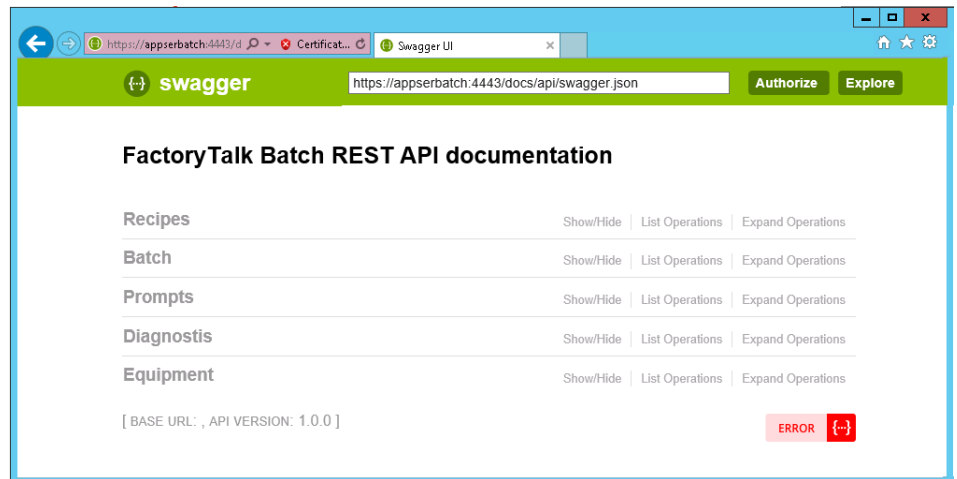 https://appserbatch:4443/d Certificat... Swagger UI
swagger https://appserbatch:4443/docs/api/swagger.json Authorize Explore
FactoryTalk Batch REST API documentation
Recipes Show/Hide List Operations Expand Operations
Batch Show/Hide List Operations Expand Operations
Prompts Show/Hide List Operations Expand Operations
Diagnostis Show/Hide List Operations Expand Operations
Equipment Show/Hide List Operations Expand Operations
[ BASE URL: , API VERSION: 1.0.0 ] ERROR {···}